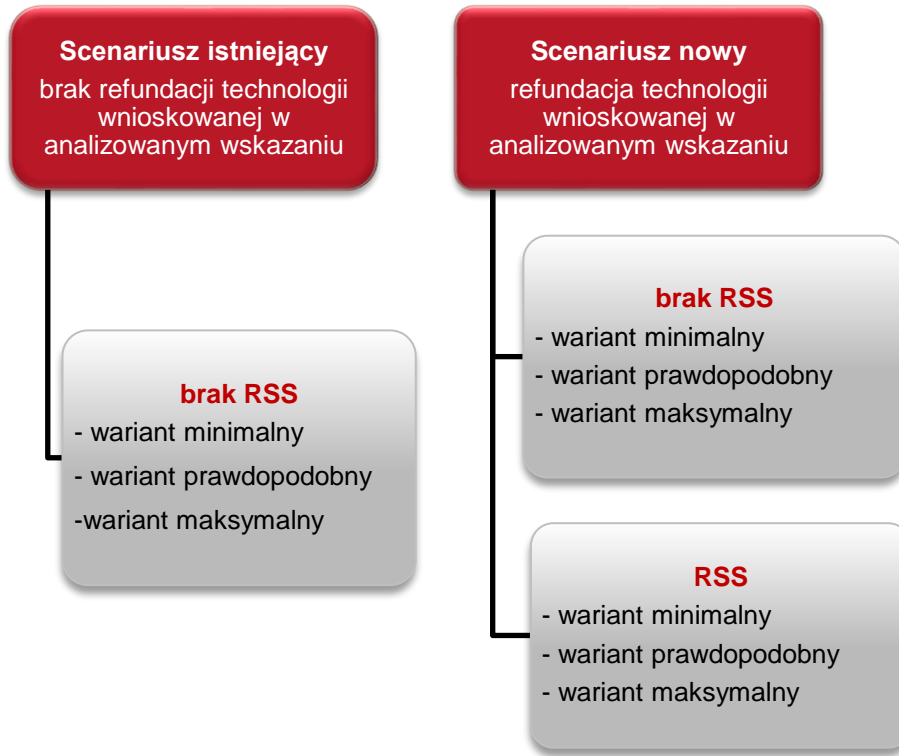 Scenariusz istniejący
brak refundacji technologii
wnioskowanej w
analizowanym wskazaniu
brak RSS
- wariant minimalny
- wariant prawdopodobny
-wariant maksymalny
Scenariusz nowy
refundacja technologii
wnioskowanej w
analizowanym wskazaniu
brak RSS
- wariant minimalny
- wariant prawdopodobny
- wariant maksymalny
RSS
- wariant minimalny
- wariant prawdopodobny
- wariant maksymalny